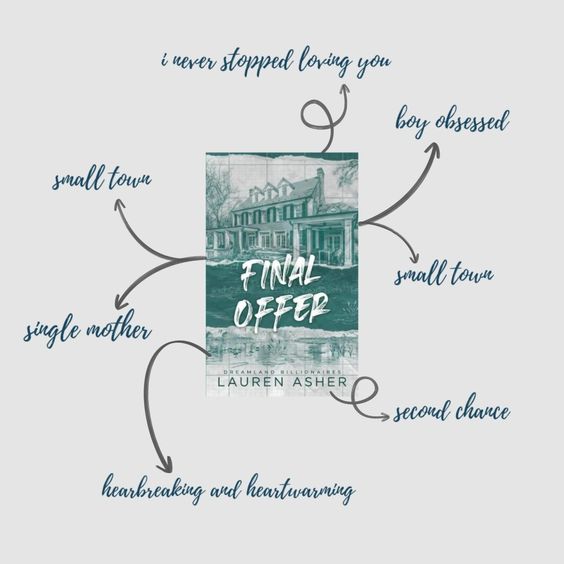 i never stopped loving you
boy obsessed
small town
small town
single mother
FINAL
OFFER
DREAMLAND BILLIONAIRES
LAUREN ASHER
second chance
hearbreaking and heartwarming